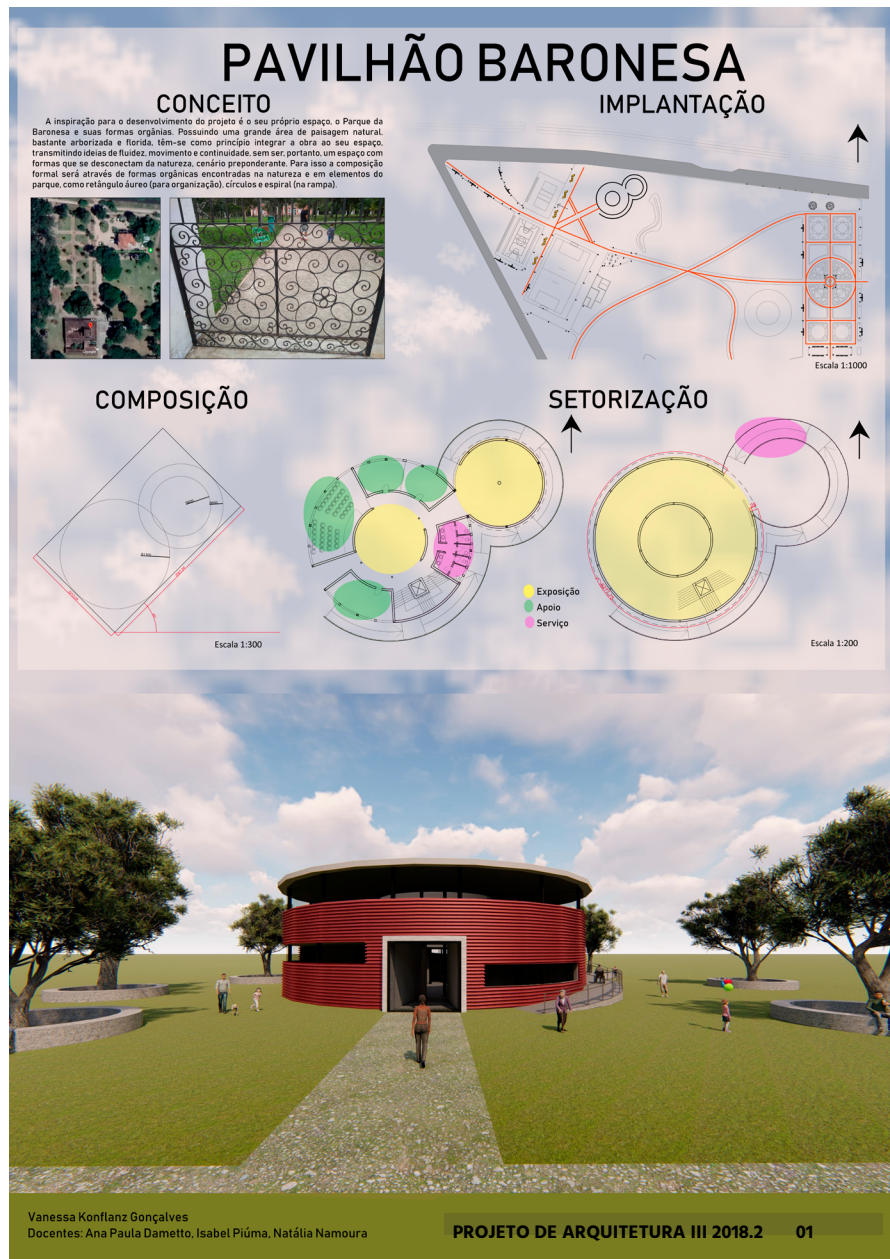 PAVILHÃO BARONESA
CONCEITO
A inspiração para o desenvolvimento do projeto é o seu próprio espaço, o Parque da
Baronesa e suas formas orgânias. Possuindo uma grande área de paisagem natural,
bastante arborizada e florida, têm-se como princípio integrar a obra ao seu espaço,
transmitindo ideias de fluidez, movimento e continuidade, sem ser, portanto, um espaço com
formas que se desconectam da natureza, cenário preponderante. Para isso a composição
formal será através de formas orgânicas encontradas na natureza e em elementos do
parque, como retângulo áureo (para organização), círculos e espiral (na rampa).
IMPLANTAÇÃO
Escala 1:1000
COMPOSIÇÃO
Escala 1:300
SETORIZAÇÃO
Exposição
Apoio
Serviço
Escala 1:200
Vanessa Konflanz Gonçalves
Docentes: Ana Paula Dametto, Isabel Piúma, Natália Namoura
PROJETO DE ARQUITETURA III 2018.2 01